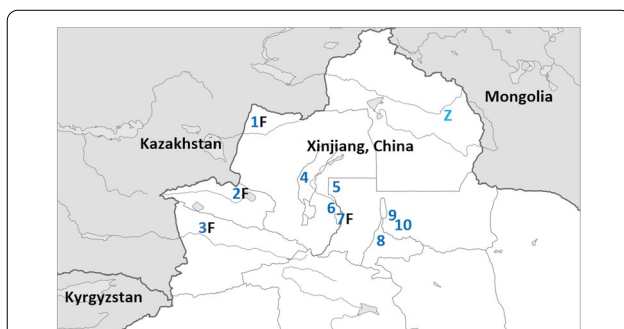 Mongolia
Z
1F
Kazakhstan
Xinjiang, China
4
5
2F
6
9
7F
10
3F
8
Kyrgyzstan